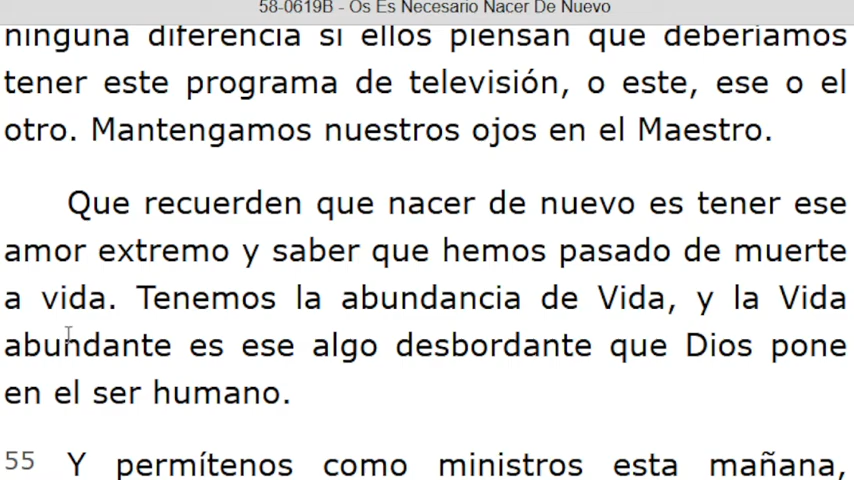 58-0619B - Os Es Necesario Nacer De Nuevo
ninguna diferencia si ellos piensan que deberíamos
tener este programa de televisión, o este, ese o el
otro. Mantengamos nuestros ojos en el Maestro.
Que recuerden que nacer de nuevo es tener ese
amor extremo y saber que hemos pasado de muerte
a vida. Tenemos la abundancia de Vida, y la Vida
abundante es ese algo desbordante que Dios pone
en el ser humano.
55 Y permítenos como ministros esta mañana,